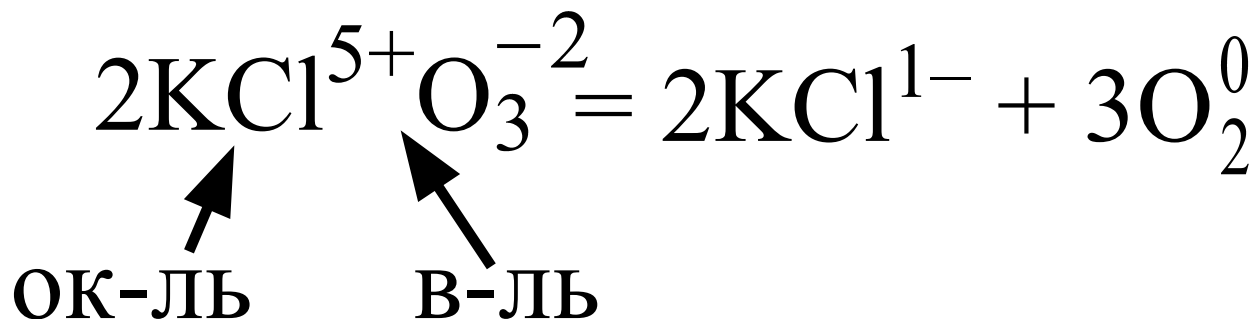 2KCl⁵⁺O₃⁻² = 2KCl¹⁻ + 3O₂⁰
ок-ль в-ль